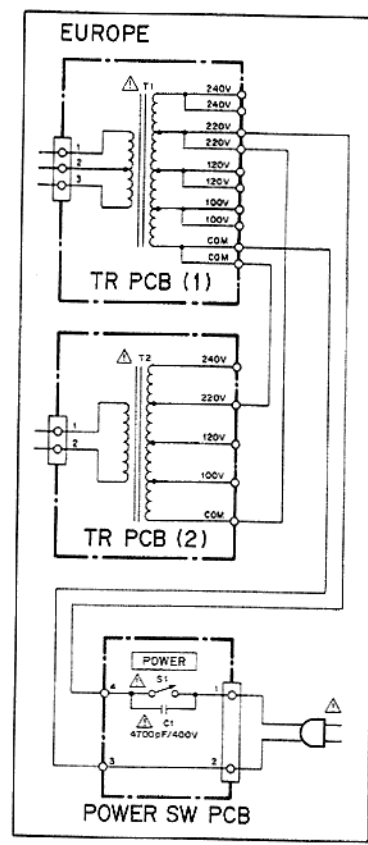 EUROPE
T1
240V
240V
220V
220V
120V
120V
100V
100V
COM
COM
1
2
3
TR PCB (1)
T2
240V
220V
120V
100V
COM
1
2
TR PCB (2)
POWER
S1
4
1
C1
4700pF/400V
3
2
POWER SW PCB